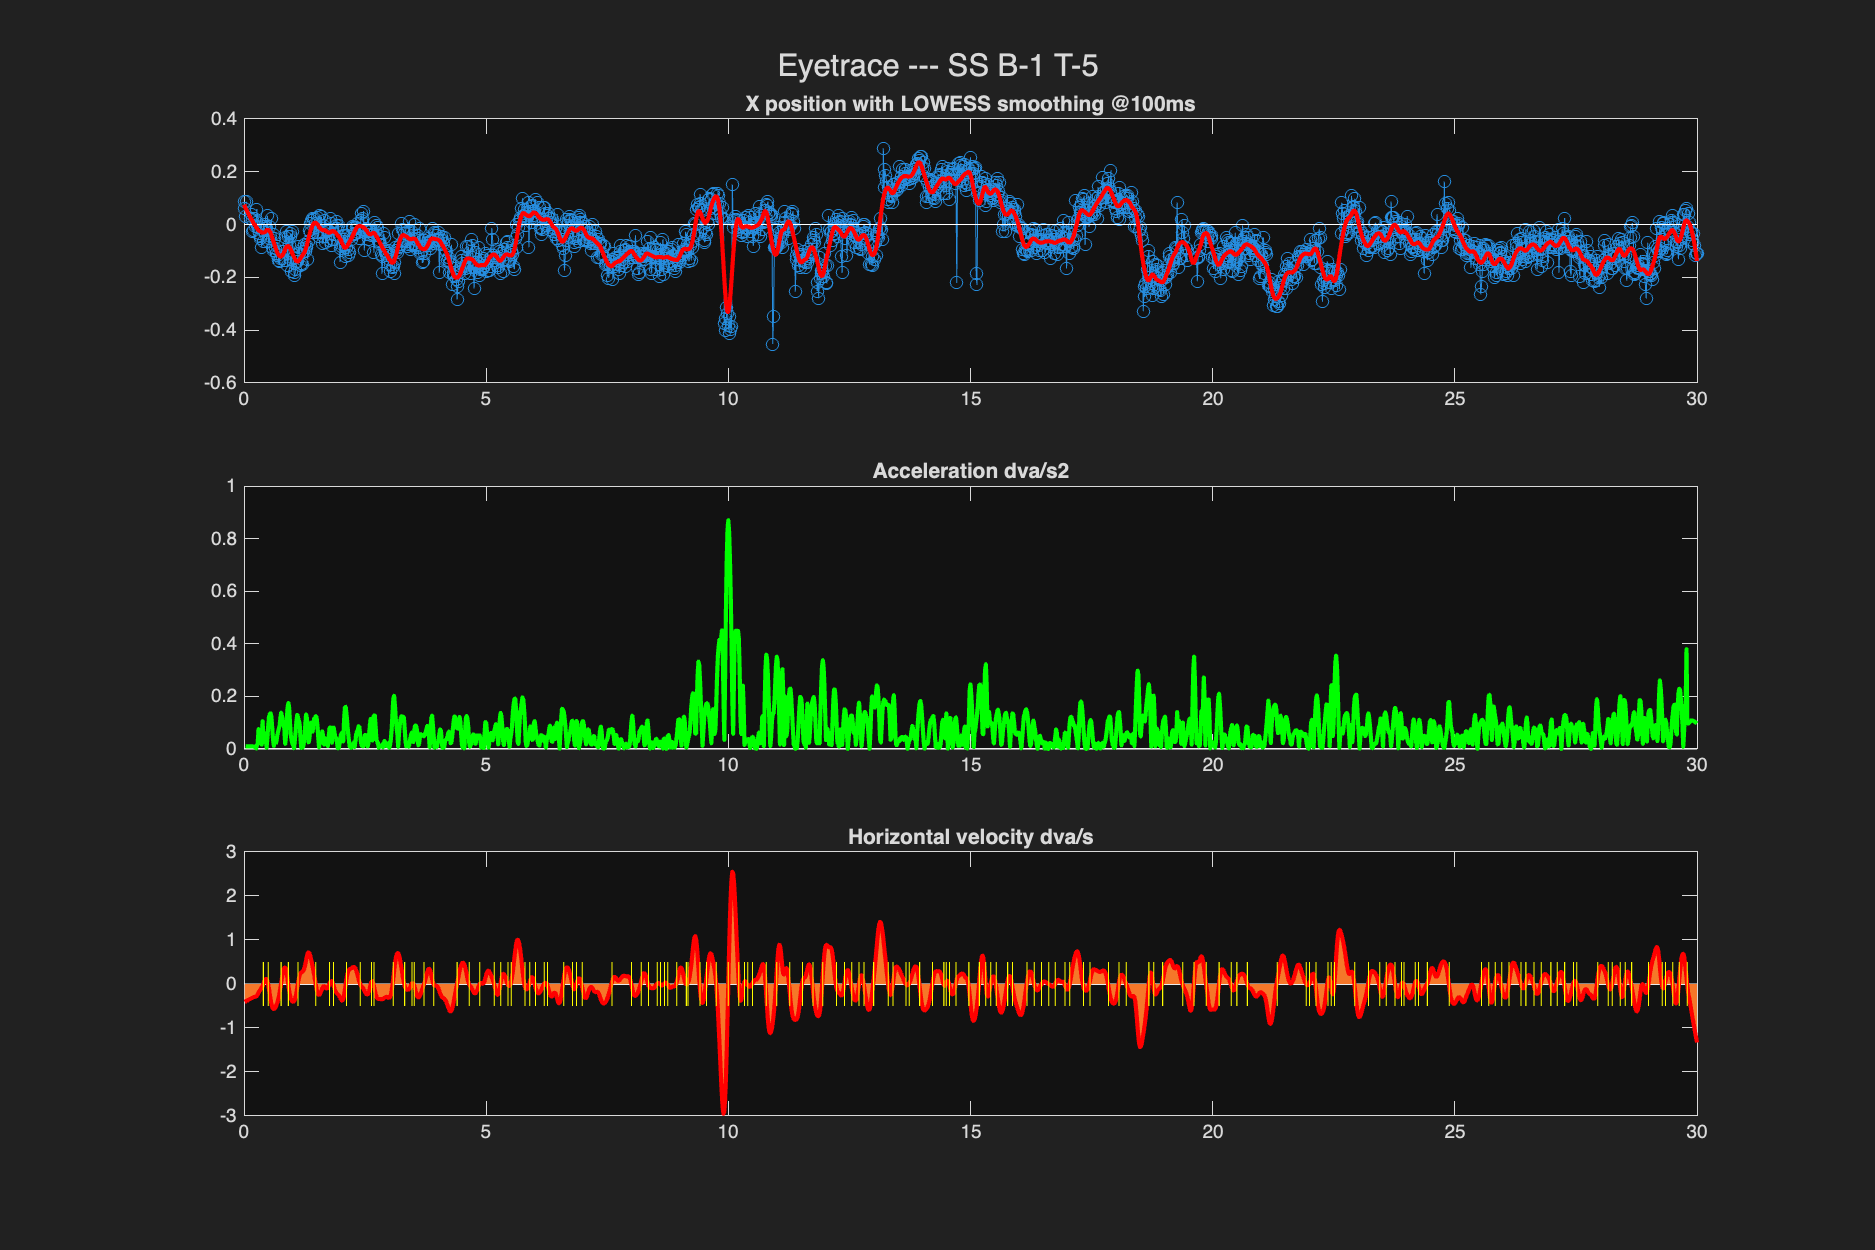 Eyetrace --- SS B-1 T-5
X position with LOWESS smoothing @100ms
0.4
0.2
0
-0.2
-0.4
-0.6
0 5 10 15 20 25 30
Acceleration dva/s2
1
0.8
0.6
0.4
0.2
0
0 5 10 15 20 25 30
Horizontal velocity dva/s
3
2
1
0
-1
-2
-3
0 5 10 15 20 25 30